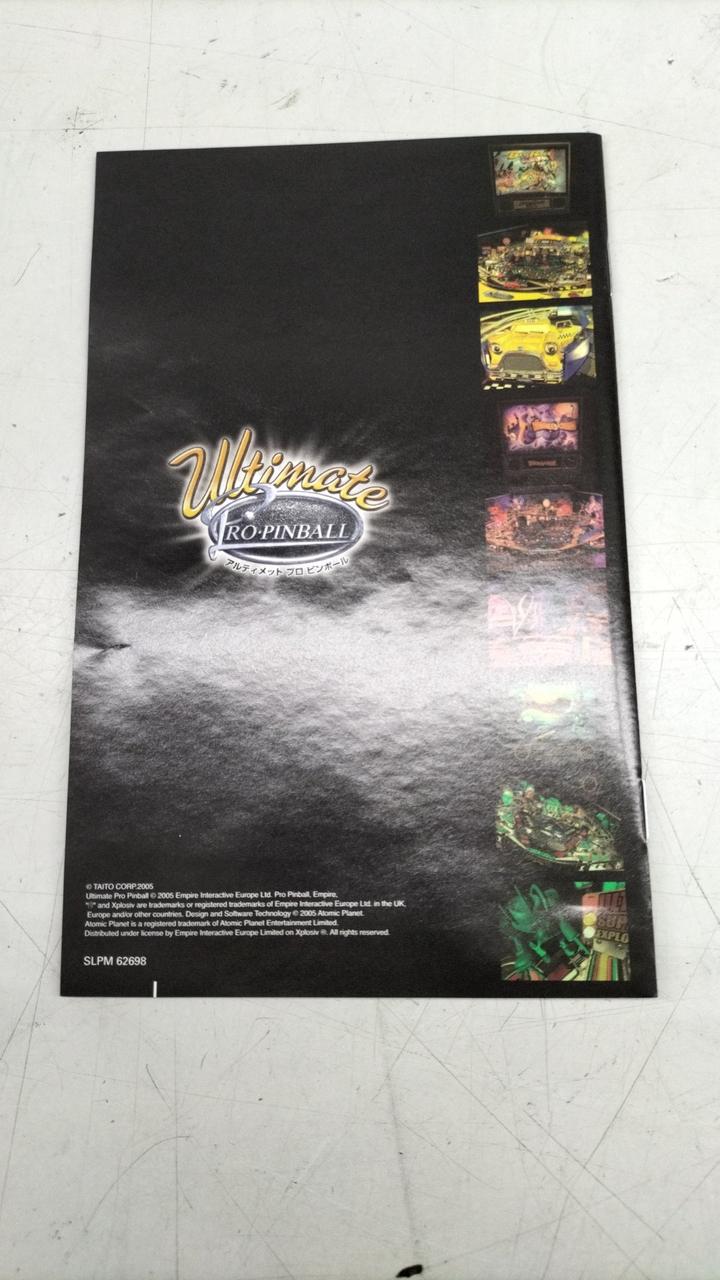 Ultimate
PRO·PINBALL
アルティメット プロ ピンボール
© TAITO CORP.2005
Ultimate Pro Pinball © 2005 Empire Interactive Europe Ltd. Pro Pinball, Empire,
" " and Xplosiv are trademarks or registered trademarks of Empire Interactive Europe Ltd. in the UK,
Europe and/or other countries. Design and Software Technology © 2005 Atomic Planet.
Atomic Planet is a registered trademark of Atomic Planet Entertainment Limited.
Distributed under license by Empire Interactive Europe Limited on Xplosiv ®. All rights reserved.
SLPM 62698